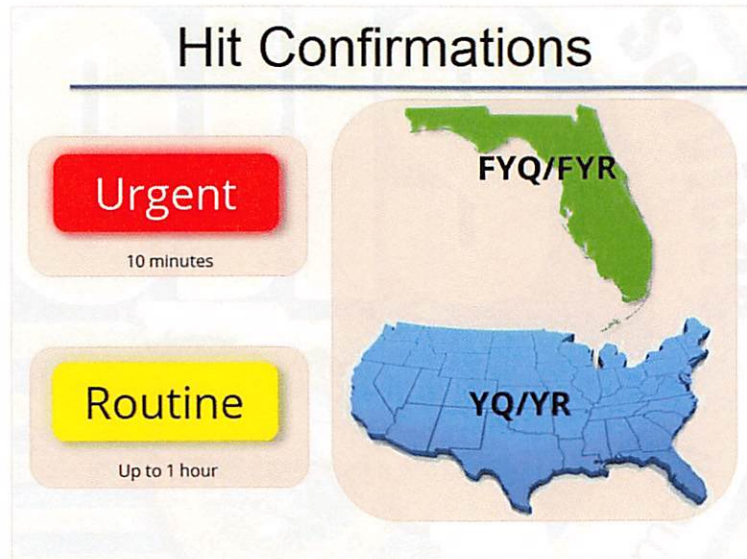 Hit Confirmations
Urgent
10 minutes
Routine
Up to 1 hour
FYQ/FYR
YQ/YR